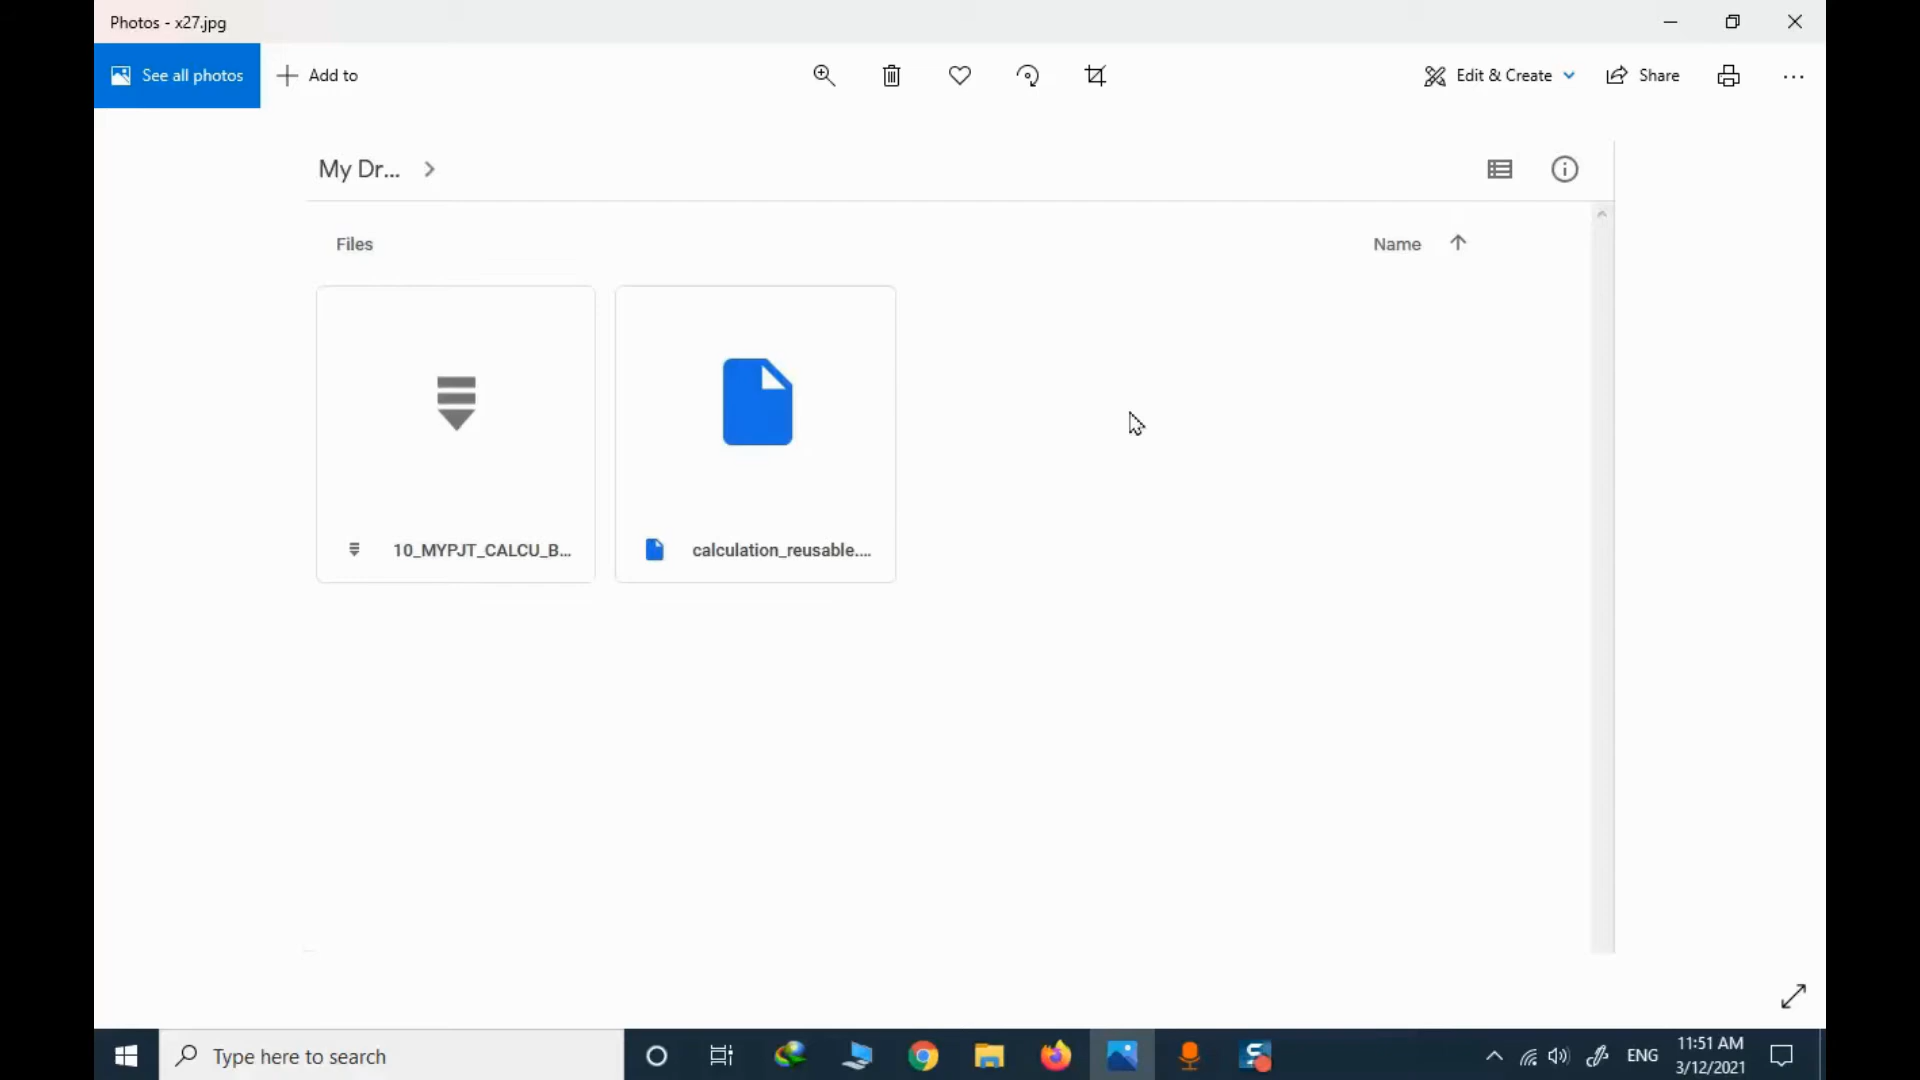 Photos - x27.jpg
See all photos
Add to
Edit & Create
Share
My Dr...
Files
Name
10_MYPJT_CALCU_B...
calculation_reusable....
Type here to search
ENG
11:51 AM
3/12/2021